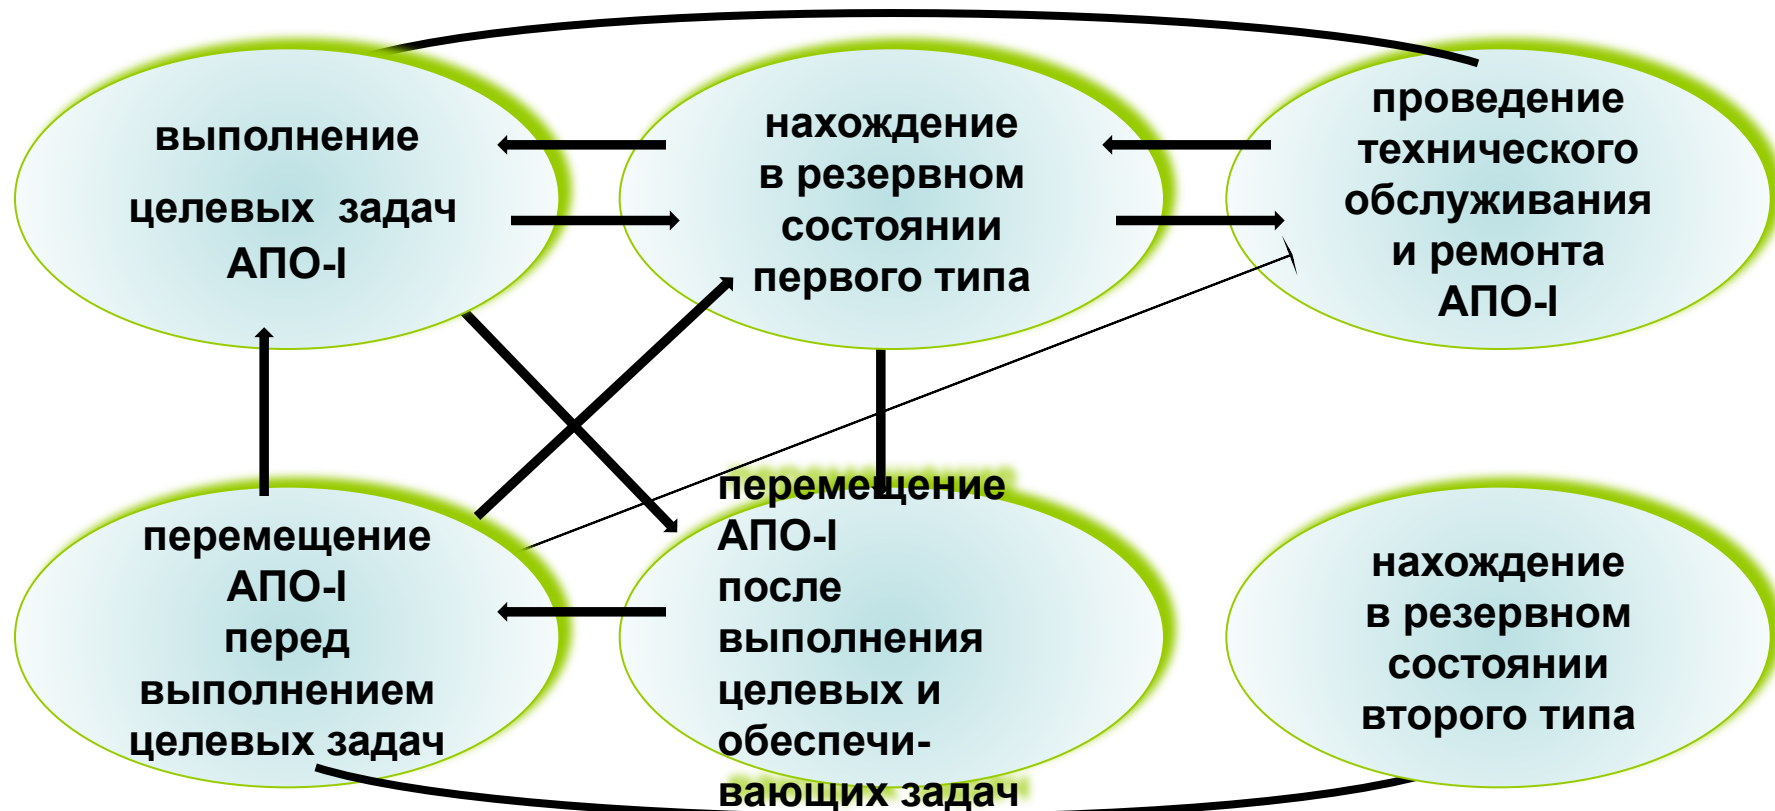 выполнение
целевых задач
АПО-I
нахождение
в резервном
состоянии
первого типа
проведение
технического
обслуживания
и ремонта
АПО-I
перемещение
АПО-I
перед
выполнением
целевых задач
перемещение
АПО-I
после
выполнения
целевых и
обеспечи-
вающих задач
нахождение
в резервном
состоянии
второго типа